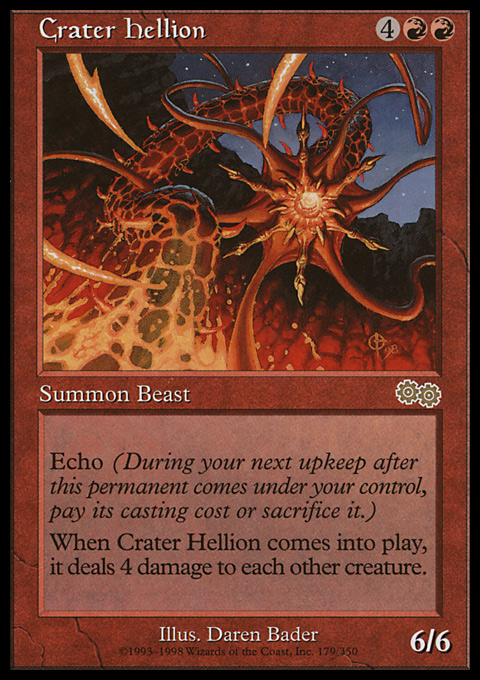 Crater Hellion 4
Summon Beast
Echo (During your next upkeep after
this permanent comes under your control,
pay its casting cost or sacrifice it.)
When Crater Hellion comes into play,
it deals 4 damage to each other creature.
Illus. Daren Bader
©1993-1998 Wizards of the Coast, Inc. 179/350
6/6